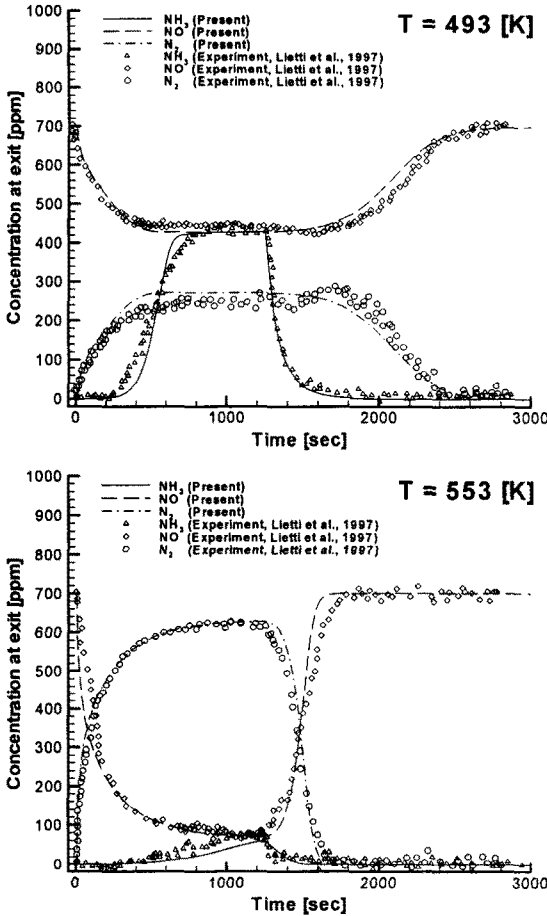 T = 493 [K]
NH₃ (Present)
NO (Present)
N₂ (Present)
NH₃ (Experiment, Lietti et al., 1997)
NO (Experiment, Lietti et al., 1997)
N₂ (Experiment, Lietti et al., 1997)
Concentration at exit [ppm]
1000
900
800
700
600
500
400
300
200
100
0
0
1000
2000
3000
Time [sec]
T = 553 [K]
NH₃ (Present)
NO (Present)
N₂ (Present)
NH₃ (Experiment, Lietti et al., 1997)
NO (Experiment, Lietti et al., 1997)
N₂ (Experiment, Lietti et al., 1997)
Concentration at exit [ppm]
1000
900
800
700
600
500
400
300
200
100
0
0
1000
2000
3000
Time [sec]